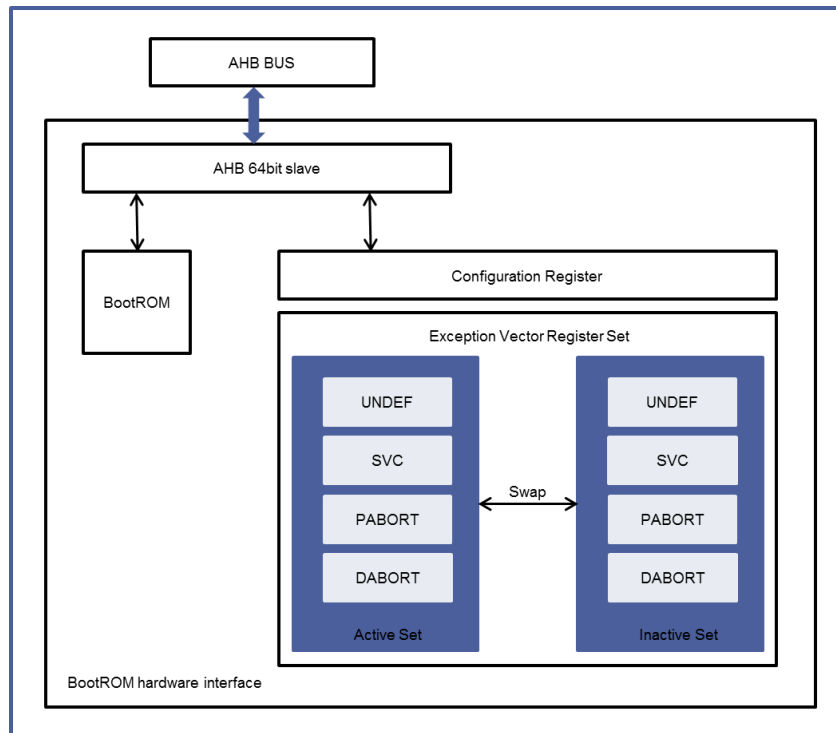 AHB BUS
AHB 64bit slave
BootROM
Configuration Register
Exception Vector Register Set
UNDEF
SVC
PABORT
DABORT
Active Set
Swap
UNDEF
SVC
PABORT
DABORT
Inactive Set
BootROM hardware interface